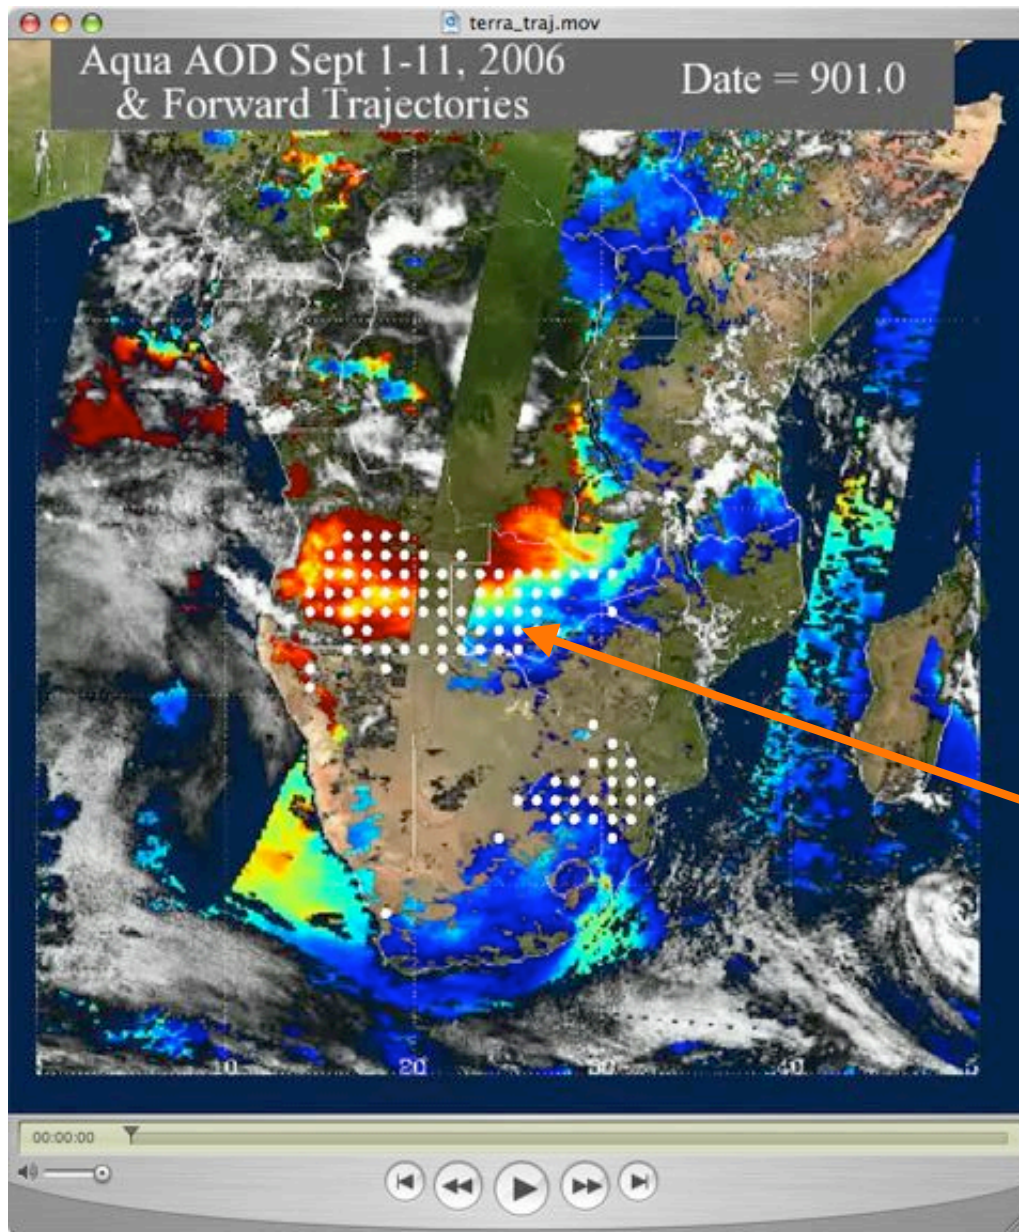 terra_traj.mov
Aqua AOD Sept 1-11, 2006
& Forward Trajectories
Date = 901.0
10 20 30 40 5
00:00:00